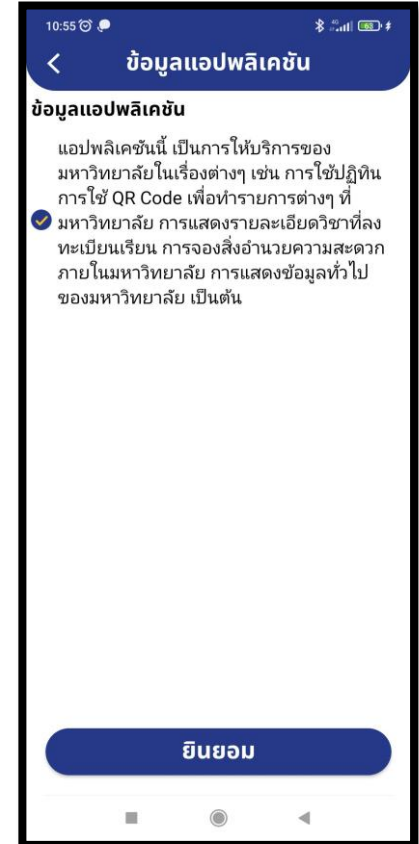 10:55
4G
63
ข้อมูลแอปพลิเคชัน
ข้อมูลแอปพลิเคชัน
แอปพลิเคชันนี้ เป็นการให้บริการของ
มหาวิทยาลัยในเรื่องต่างๆ เช่น การใช้ปฏิทิน
การใช้ QR Code เพื่อทำรายการต่างๆ ที่
มหาวิทยาลัย การแสดงรายละเอียดวิชาที่ลง
ทะเบียนเรียน การจองสิ่งอำนวยความสะดวก
ภายในมหาวิทยาลัย การแสดงข้อมูลทั่วไป
ของมหาวิทยาลัย เป็นต้น
ยินยอม